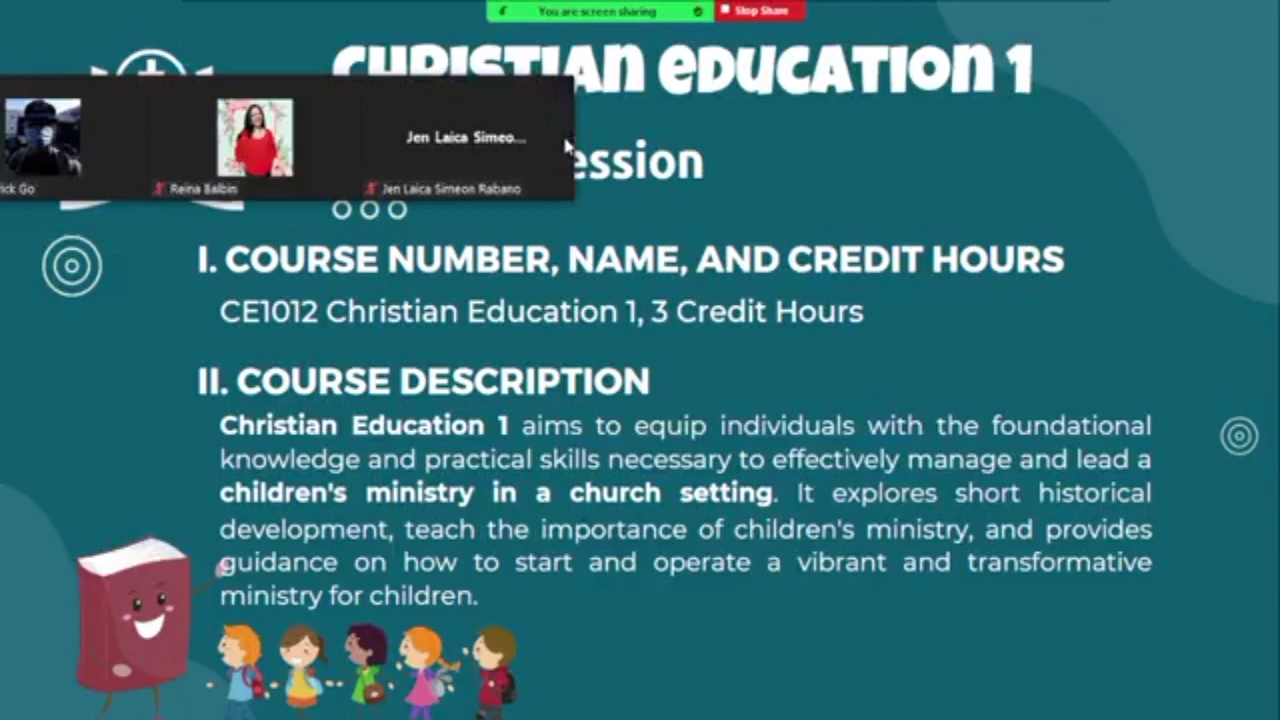 You are screen sharing
Stop Share
CHRISTIAN EDUCATION 1
Jen Laica Simeo...
ession
ick Go
Reina Balbin
Jen Laica Simeon Rabano
I. COURSE NUMBER, NAME, AND CREDIT HOURS
CE1012 Christian Education 1, 3 Credit Hours
II. COURSE DESCRIPTION
Christian Education 1 aims to equip individuals with the foundational
knowledge and practical skills necessary to effectively manage and lead a
children's ministry in a church setting. It explores short historical
development, teach the importance of children's ministry, and provides
guidance on how to start and operate a vibrant and transformative
ministry for children.